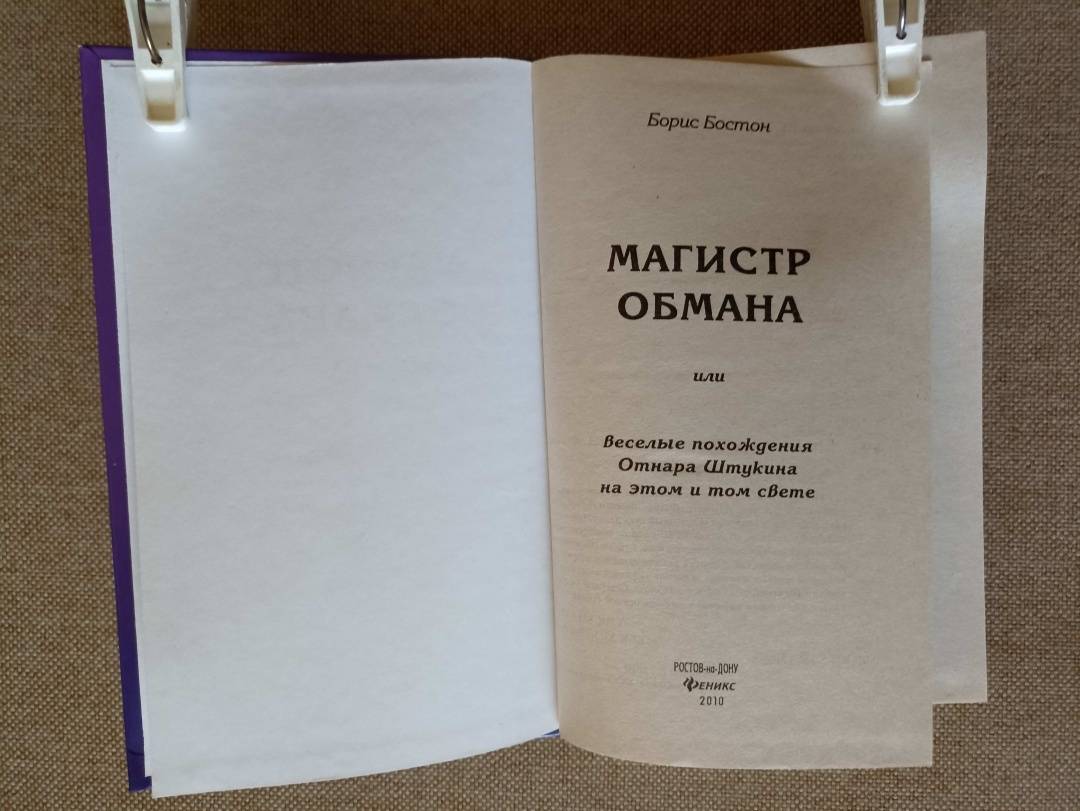 Борис Бостон
МАГИСТР
ОБМАНА
или
Веселые похождения
Отнара Штукина
на этом и том свете
РОСТОВ-на-ДОНУ
ФЕНИКС
2010